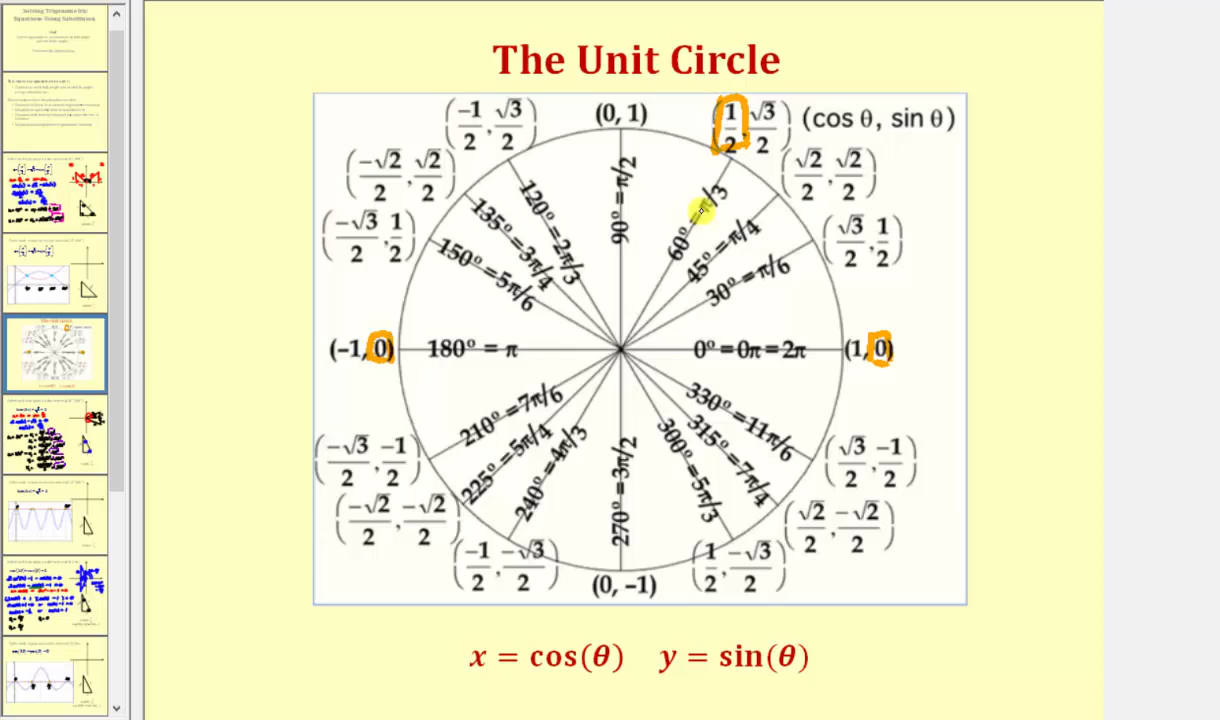 The Unit Circle
(-1/2, √3/2)
(0, 1)
(1/2, √3/2)
(cos θ, sin θ)
(-√2/2, √2/2)
(√2/2, √2/2)
(-√3/2, 1/2)
(√3/2, 1/2)
120° = 2π/3
90° = π/2
60° = π/3
135° = 3π/4
45° = π/4
150° = 5π/6
30° = π/6
(–1, 0)
180° = π
0° = 0π = 2π
(1, 0)
210° = 7π/6
330° = 11π/6
225° = 5π/4
315° = 7π/4
240° = 4π/3
270° = 3π/2
300° = 5π/3
(-√3/2, -1/2)
(√3/2, -1/2)
(-√2/2, -√2/2)
(√2/2, -√2/2)
(-1/2, -√3/2)
(0, –1)
(1/2, -√3/2)
x = cos(θ) y = sin(θ)